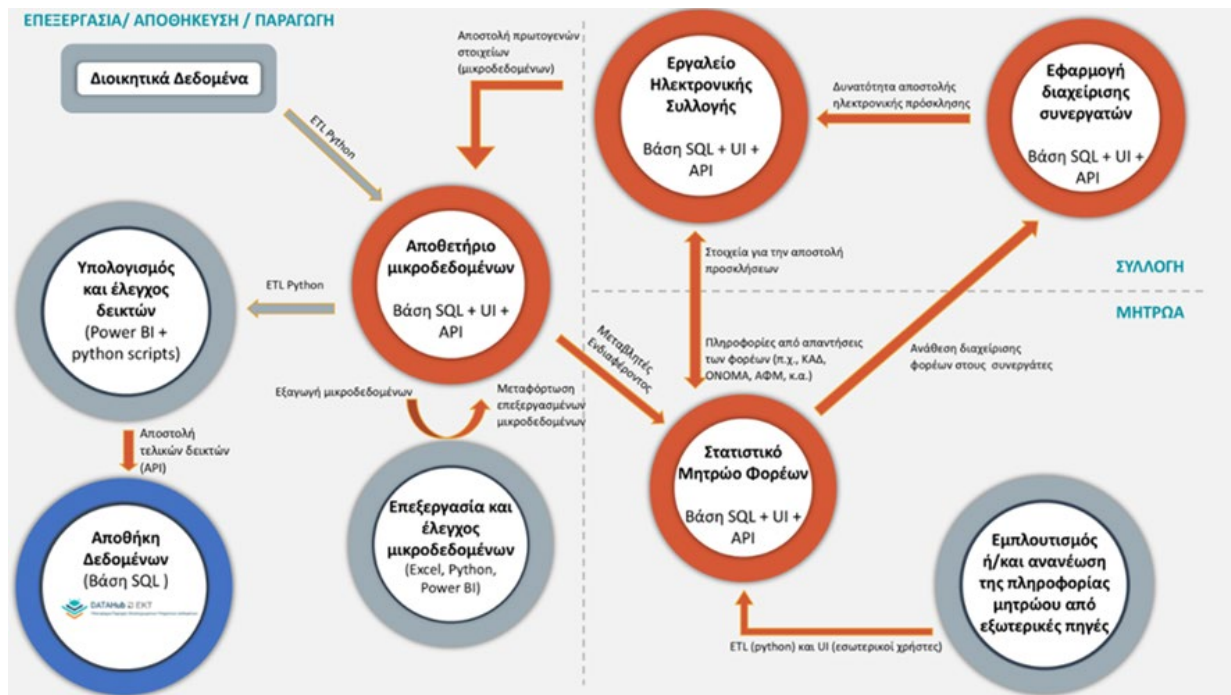 ΕΠΕΞΕΡΓΑΣΙΑ/ ΑΠΟΘΗΚΕΥΣΗ / ΠΑΡΑΓΩΓΗ
Διοικητικά Δεδομένα
Αποστολή πρωτογενών
στοιχείων
(μικροδεδομένων)
ETL Python
Αποθετήριο
μικροδεδομένων
Βάση SQL + UI +
API
ETL Python
Υπολογισμός
και έλεγχος
δεικτών
(Power BI +
python scripts)
Εξαγωγή μικροδεδομένων
Μεταφόρτωση
επεξεργασμένων
μικροδεδομένων
Αποστολή
τελικών δεικτών
(API)
Αποθήκη
Δεδομένων
(Βάση SQL )
DATAHub EKT
Επεξεργασία και
έλεγχος
μικροδεδομένων
(Excel, Python,
Power BI)
Εργαλείο
Ηλεκτρονικής
Συλλογής
Βάση SQL + UI +
API
Δυνατότητα αποστολής
ηλεκτρονικής πρόσκλησης
Εφαρμογή
διαχείρισης
συνεργατών
Βάση SQL + UI +
API
Στοιχεία για την αποστολή
προσκλήσεων
ΣΥΛΛΟΓΗ
ΜΗΤΡΩΑ
Μεταβλητές
Ενδιαφέροντος
Πληροφορίες από απαντήσεις
των φορέων (π.χ., ΚΑΔ,
ΟΝΟΜΑ, ΑΦΜ, κ.α.)
Ανάθεση διαχείρισης
φορέων στους συνεργάτες
Στατιστικό
Μητρώο Φορέων
Βάση SQL + UI +
API
Εμπλουτισμός
ή/και ανανέωση
της πληροφορίας
μητρώου από
εξωτερικές πηγές
ETL (python) και UI (εσωτερικοί χρήστες)